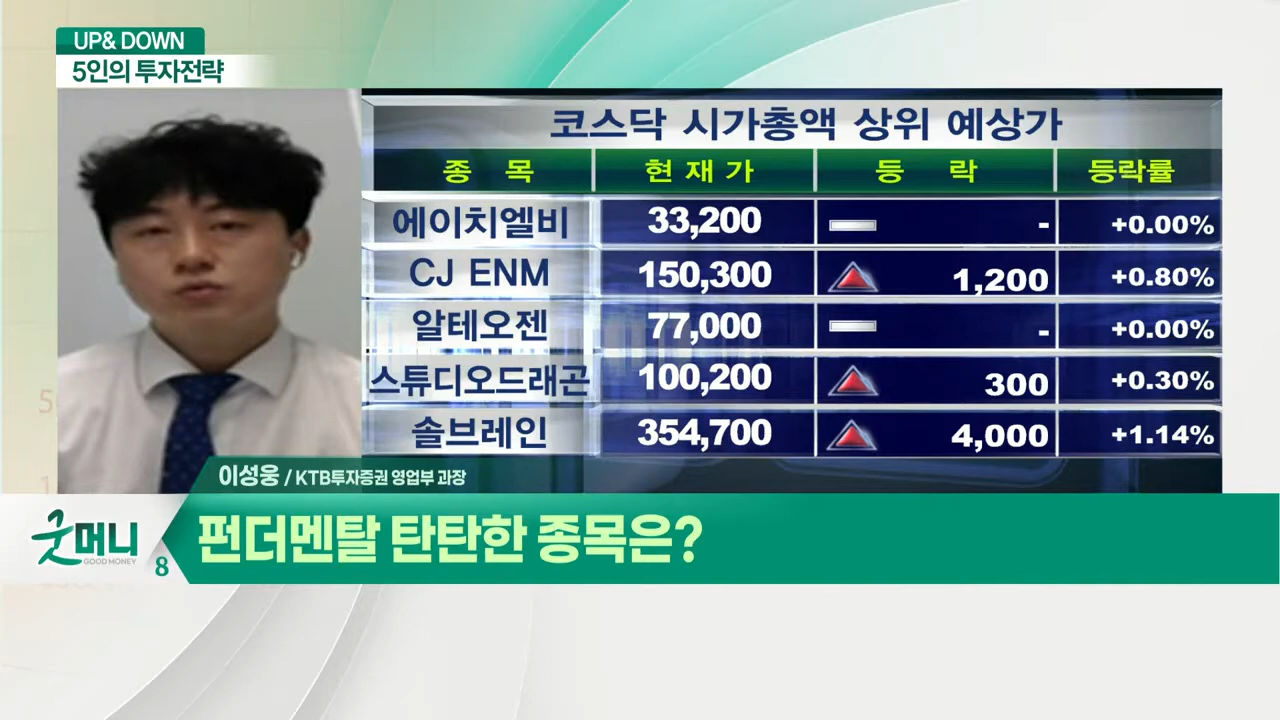 UP& DOWN
5인의 투자전략
코스닥 시가총액 상위 예상가
종 목 현 재 가 등 락 등락률
에이치엘비 33,200 - +0.00%
CJ ENM 150,300 1,200 +0.80%
알테오젠 77,000 - +0.00%
스튜디오드래곤 100,200 300 +0.30%
솔브레인 354,700 4,000 +1.14%
이성웅 / KTB투자증권 영업부 과장
굿머니
GOOD MONEY
8
펀더멘탈 탄탄한 종목은?